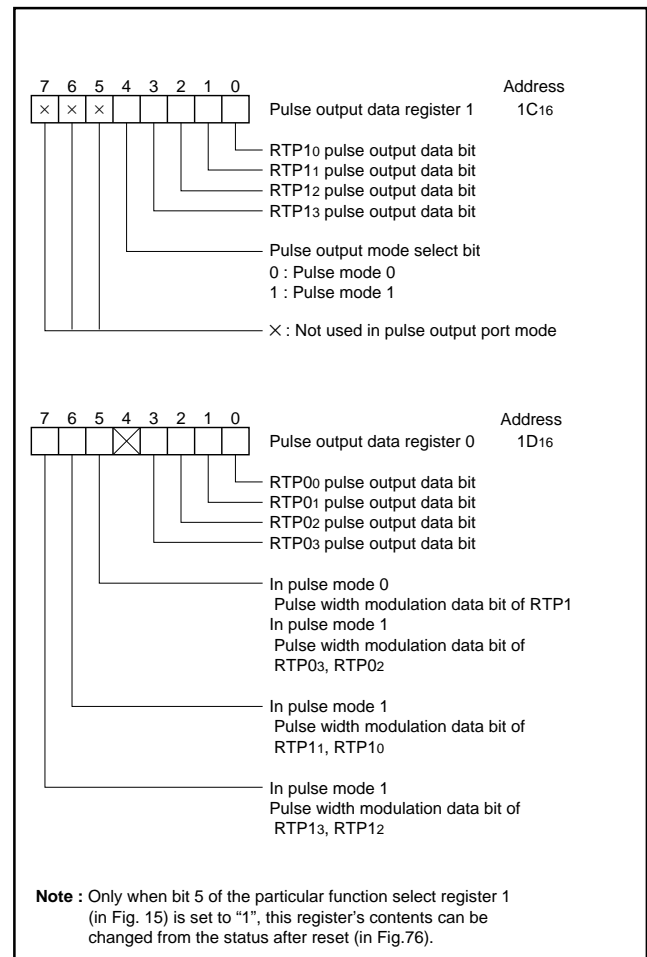 7 6 5 4 3 2 1 0 Address
× × × Pulse output data register 1 1C16
RTP10 pulse output data bit
RTP11 pulse output data bit
RTP12 pulse output data bit
RTP13 pulse output data bit
Pulse output mode select bit
0 : Pulse mode 0
1 : Pulse mode 1
× : Not used in pulse output port mode
7 6 5 4 3 2 1 0 Address
Pulse output data register 0 1D16
RTP00 pulse output data bit
RTP01 pulse output data bit
RTP02 pulse output data bit
RTP03 pulse output data bit
In pulse mode 0
Pulse width modulation data bit of RTP1
In pulse mode 1
Pulse width modulation data bit of
RTP03, RTP02
In pulse mode 1
Pulse width modulation data bit of
RTP11, RTP10
In pulse mode 1
Pulse width modulation data bit of
RTP13, RTP12
Note : Only when bit 5 of the particular function select register 1
(in Fig. 15) is set to “1”, this register’s contents can be
changed from the status after reset (in Fig.76).